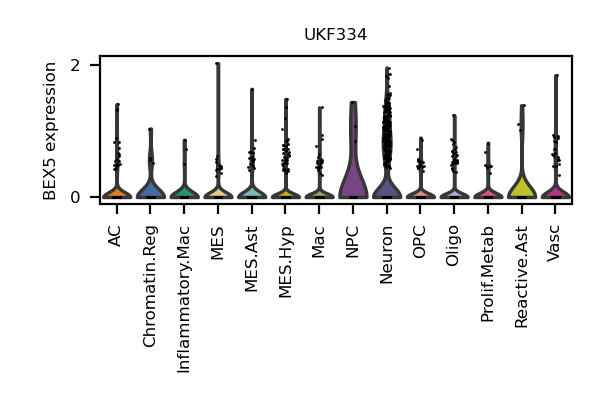 UKF334
BEX5 expression
2
0
AC
Chromatin.Reg
Inflammatory.Mac
MES
MES.Ast
MES.Hyp
Mac
NPC
Neuron
OPC
Oligo
Prolif.Metab
Reactive.Ast
Vasc